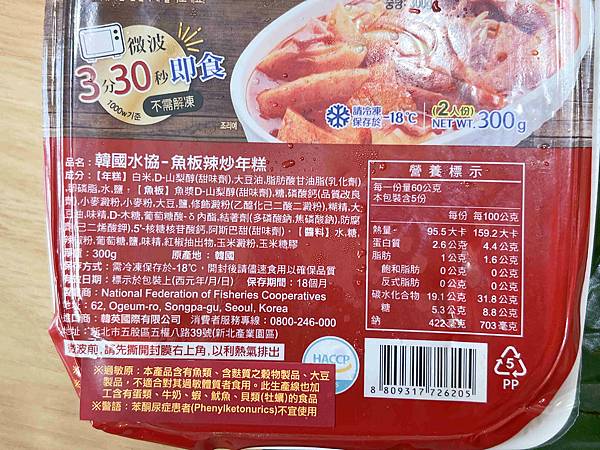 微波
3分30秒即食
1000w기준
不需解凍
조리예
중량: 300g
請冷凍
保存於 -18℃
(2人份)
NET WT. 300g
品名: 韓國水協-魚板辣炒年糕
成分:【年糕】白米,D-山梨醇(甜味劑),大豆油,脂肪酸甘油酯(乳化劑)
,卵磷脂,水,鹽,【魚板】魚漿D-山梨醇(甜味劑),糖,磷酸鈣(品質改良
劑),小麥澱粉,小麥粉,大豆,鹽,修飾澱粉(乙醯化己二酸二澱粉),糊精,大
豆油,味精,D-木糖,葡萄糖酸-δ內酯,結著劑(多磷酸鈉,焦磷酸鈉),防腐
(己二烯酸鉀),5'-核糖核苷酸鈉,阿斯巴甜(甜味劑),【醬料】水,糖,
椒粉,葡萄糖,鹽,味精,紅椒抽出物,玉米澱粉,玉米糖膠
量: 300g 原產地: 韓國
存方式: 需冷凍保存於-18℃,開封後請儘速食用以確保品質
效日期: 標示於包裝上(西元年/月/日) 保存期間: 18個月
商: National Federation of Fisheries Cooperatives
址: 62, Ogeum-ro, Songpa-gu, Seoul, Korea
商: 韓英國際有限公司 消費者服務專線: 0800-246-000
址: 新北市五股區五權八路39號(新北產業園區)
微波前,請先撕開封膜右上角,以利熱氣排出
※過敏原:本產品含有魚類、含麩質之穀物製品、大豆
製品,不適合對其過敏體質者食用。此生產線也加
工含有蛋類、牛奶、蝦、魷魚、貝類(牡蠣)的食品
※警語:苯酮尿症患者(Phenylketonurics)不宜使用
營養標示
每一份量60公克
本包裝含5份
每份 每100公克
熱量 95.5大卡 159.2大卡
蛋白質 2.6公克 4.4公克
脂肪 1公克 1.6公克
飽和脂肪 0公克 0公克
反式脂肪 0公克 0公克
碳水化合物 19.1公克 31.8公克
糖 5.3公克 8.8公克
鈉 422毫克 703毫克
HACCP
8 809317 726205
5
PP